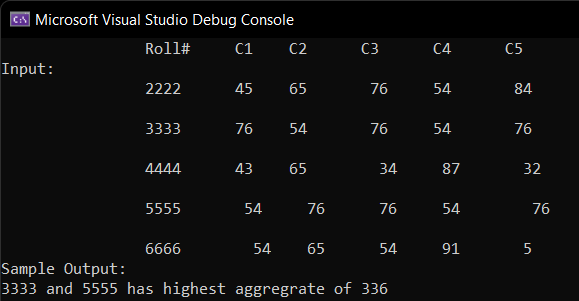 Microsoft Visual Studio Debug Console
Roll# C1 C2 C3 C4 C5
Input:
2222 45 65 76 54 84
3333 76 54 76 54 76
4444 43 65 34 87 32
5555 54 76 76 54 76
6666 54 65 54 91 5
Sample Output:
3333 and 5555 has highest aggregrate of 336